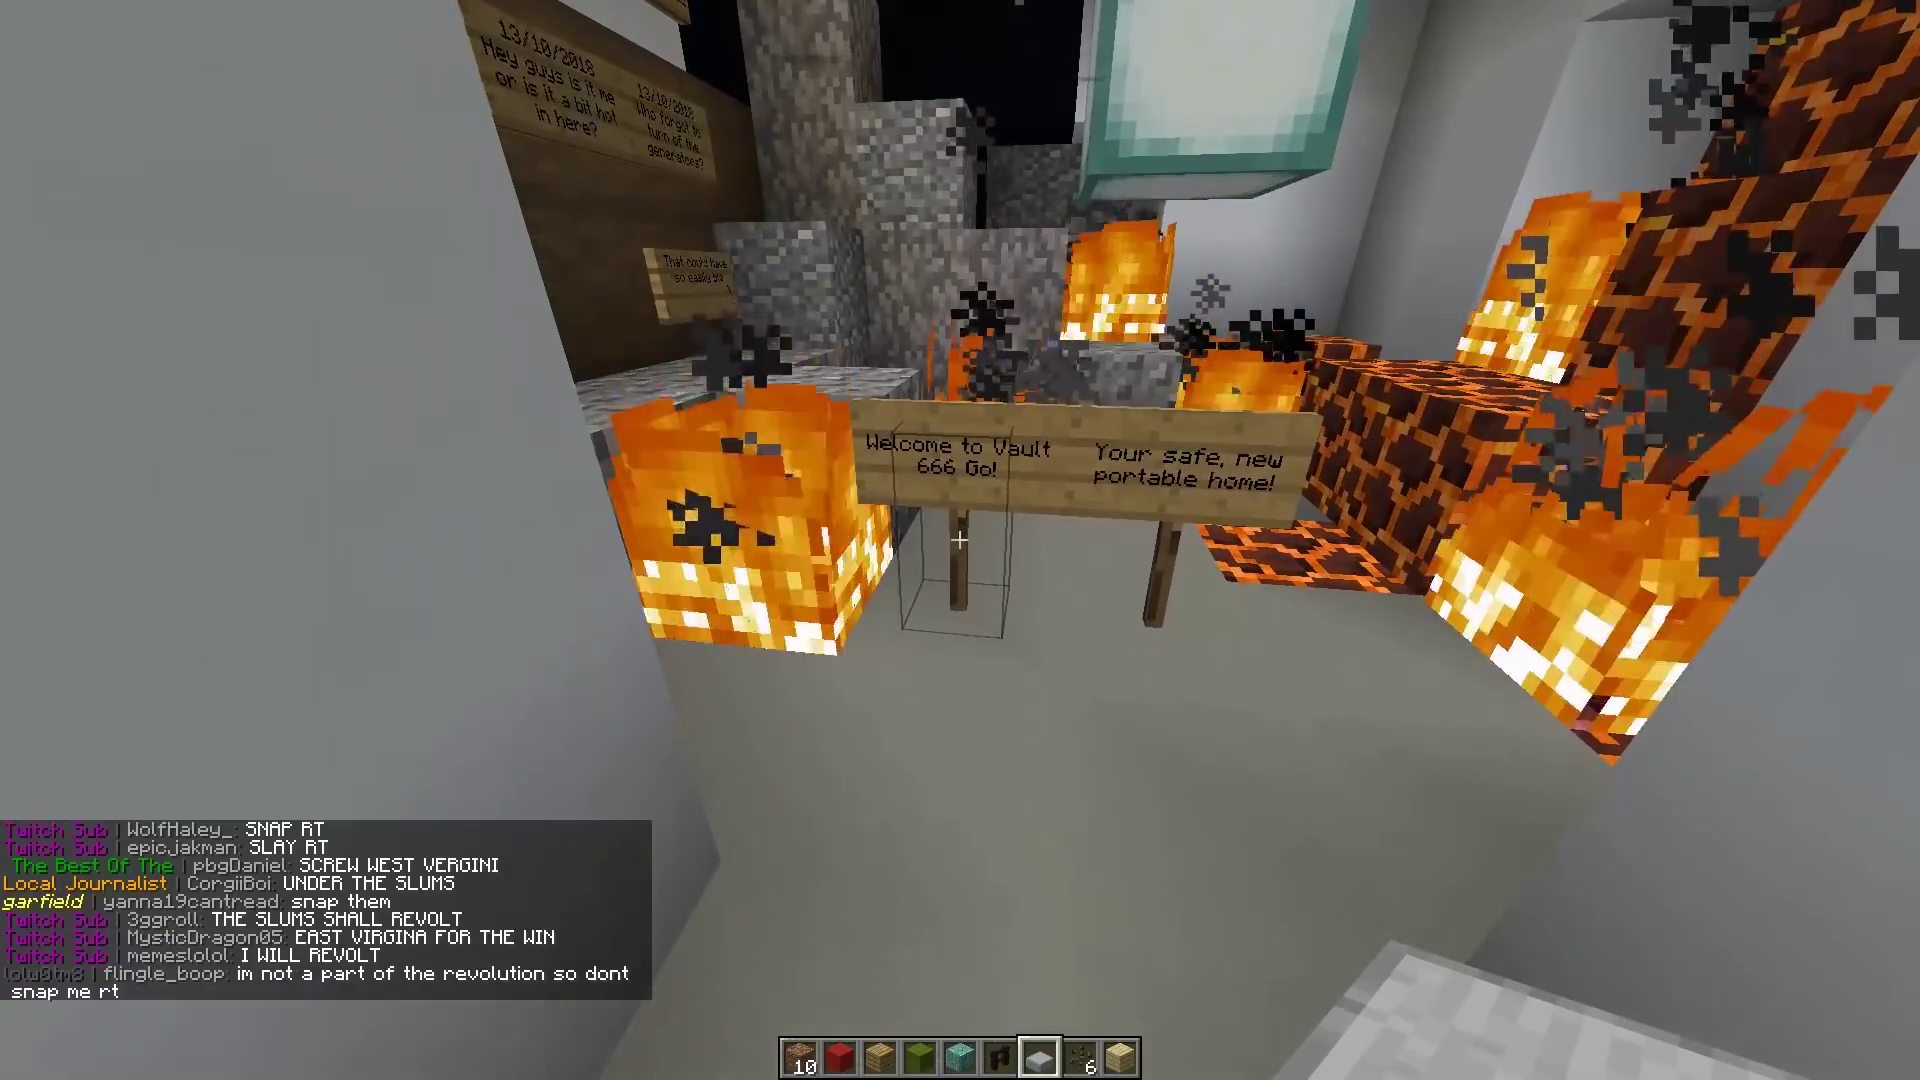 13/10/2018
Hey guys is it me
or is it a bit hot
in here?
13/10/2018
Who forgot to
turn of the
generators?
That could have
so easily
Welcome to Vault
666 Go!
Your safe, new
portable home!
Twitch Sub | WolfHaley_: SNAP RT
Twitch Sub | epicjakman: SLAY RT
The Best Of The | pbgDaniel: SCREW WEST VERGINI
Local Journalist | CorgiiBoi: UNDER THE SLUMS
garfield | yanna19cantread: snap them
Twitch Sub | 3ggroll: THE SLUMS SHALL REVOLT
Twitch Sub | MysticDragon05: EAST VIRGINA FOR THE WIN
Twitch Sub | memeslolol: I WILL REVOLT
| flingle_boop: im not a part of the revolution so dont
snap me rt
10
6